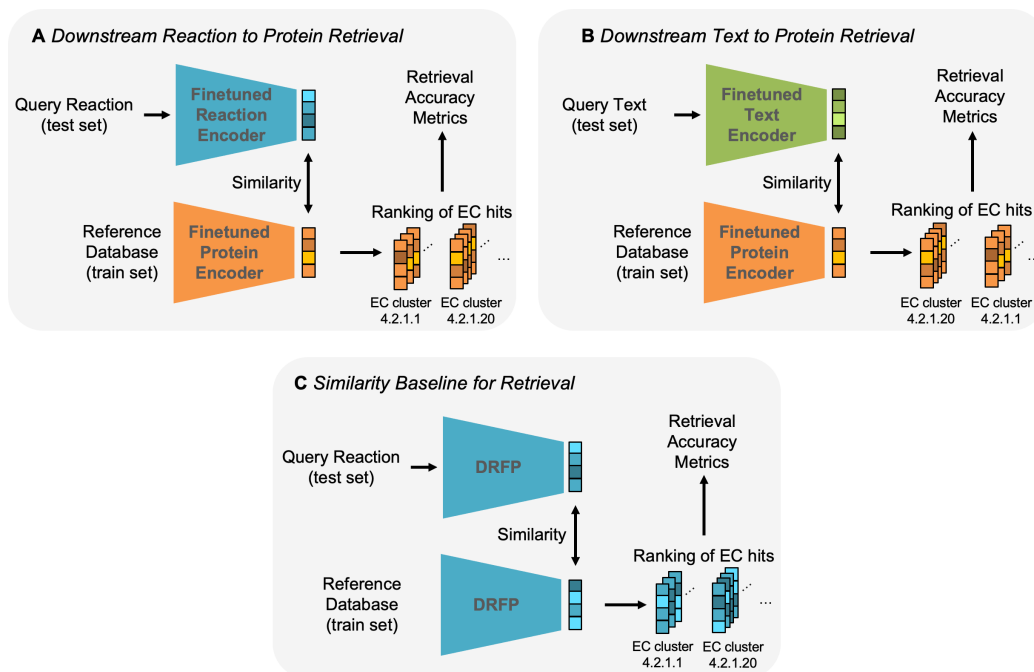 A Downstream Reaction to Protein Retrieval
Query Reaction
(test set)
Finetuned
Reaction
Encoder
Retrieval
Accuracy
Metrics
Similarity
Reference
Database
(train set)
Finetuned
Protein
Encoder
Ranking of EC hits
...
...
...
EC cluster
4.2.1.1
EC cluster
4.2.1.20
B Downstream Text to Protein Retrieval
Query Text
(test set)
Finetuned
Text
Encoder
Retrieval
Accuracy
Metrics
Similarity
Reference
Database
(train set)
Finetuned
Protein
Encoder
Ranking of EC hits
...
...
...
EC cluster
4.2.1.20
EC cluster
4.2.1.1
C Similarity Baseline for Retrieval
Query Reaction
(test set)
DRFP
Retrieval
Accuracy
Metrics
Similarity
Reference
Database
(train set)
DRFP
Ranking of EC hits
...
...
...
EC cluster
4.2.1.1
EC cluster
4.2.1.20